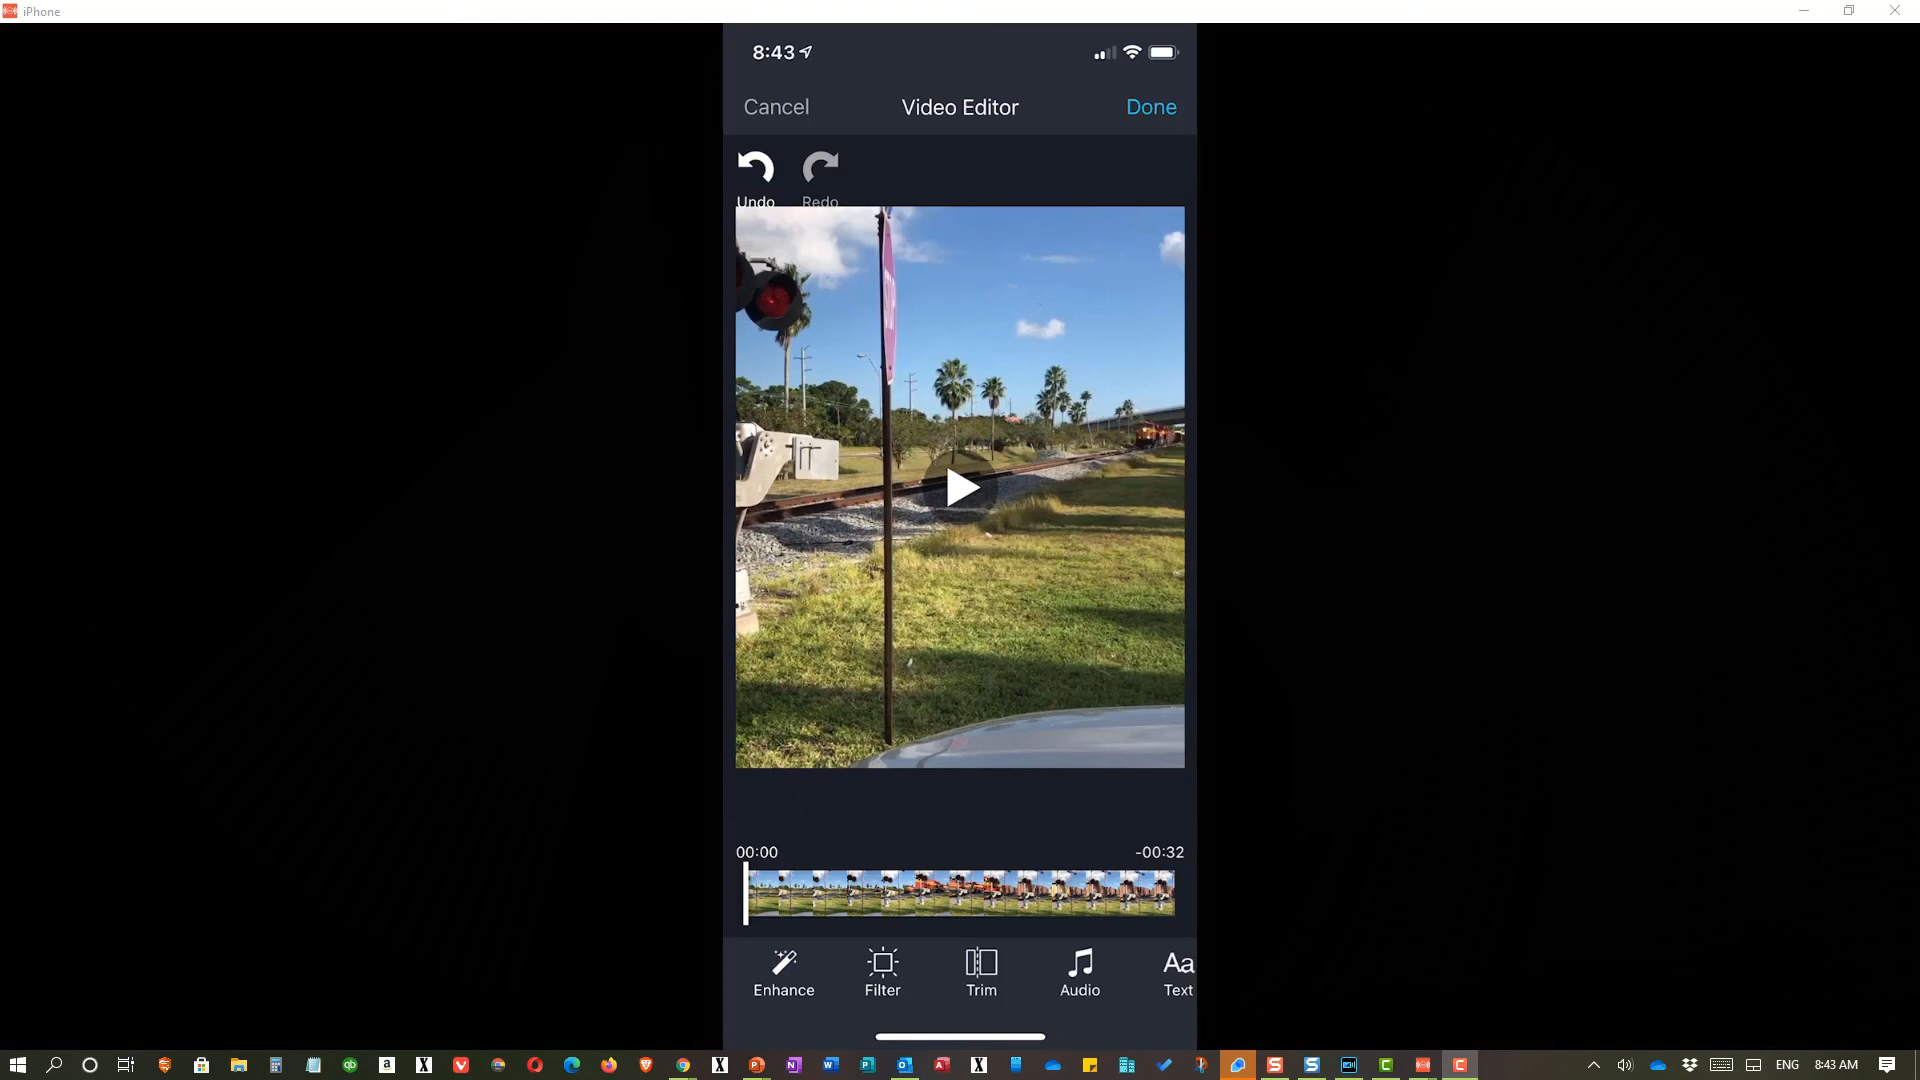 iPhone
8:43
Cancel
Video Editor
Done
Undo
Redo
00:00
-00:32
Enhance
Filter
Trim
Audio
Text
ENG
8:43 AM